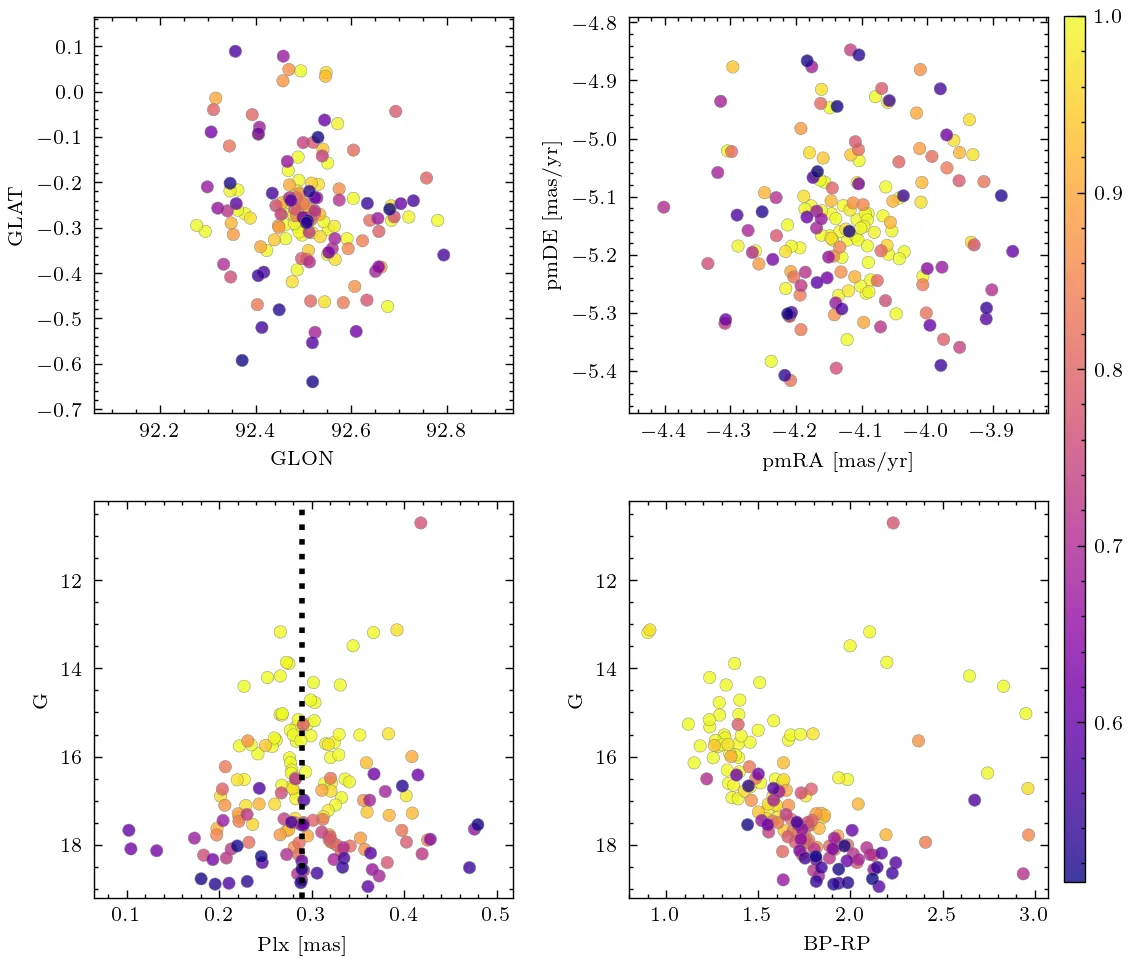 0.1
0.0
−0.1
−0.2
−0.3
−0.4
−0.5
−0.6
−0.7
GLAT
92.2 92.4 92.6 92.8
GLON
−4.8
−4.9
−5.0
−5.1
−5.2
−5.3
−5.4
pmDE [mas/yr]
−4.4 −4.3 −4.2 −4.1 −4.0 −3.9
pmRA [mas/yr]
12
14
16
18
G
0.1 0.2 0.3 0.4 0.5
Plx [mas]
12
14
16
18
G
1.0 1.5 2.0 2.5 3.0
BP-RP
1.0
0.9
0.8
0.7
0.6